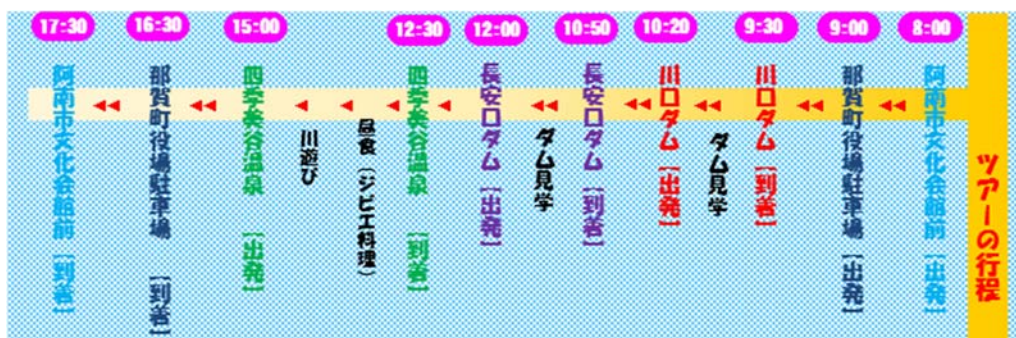 ツアーの行程
8:00
阿南市文化会館前 [出発]
9:00
那賀町役場駐車場 [出発]
9:30
川口ダム [到着]
ダム見学
10:20
川口ダム [出発]
10:50
長安口ダム [到着]
ダム見学
12:00
長安口ダム [出発]
12:30
四季美谷温泉 [到着]
昼食（ジビエ料理）
川遊び
15:00
四季美谷温泉 [出発]
16:30
那賀町役場駐車場 [到着]
17:30
阿南市文化会館前 [到着]